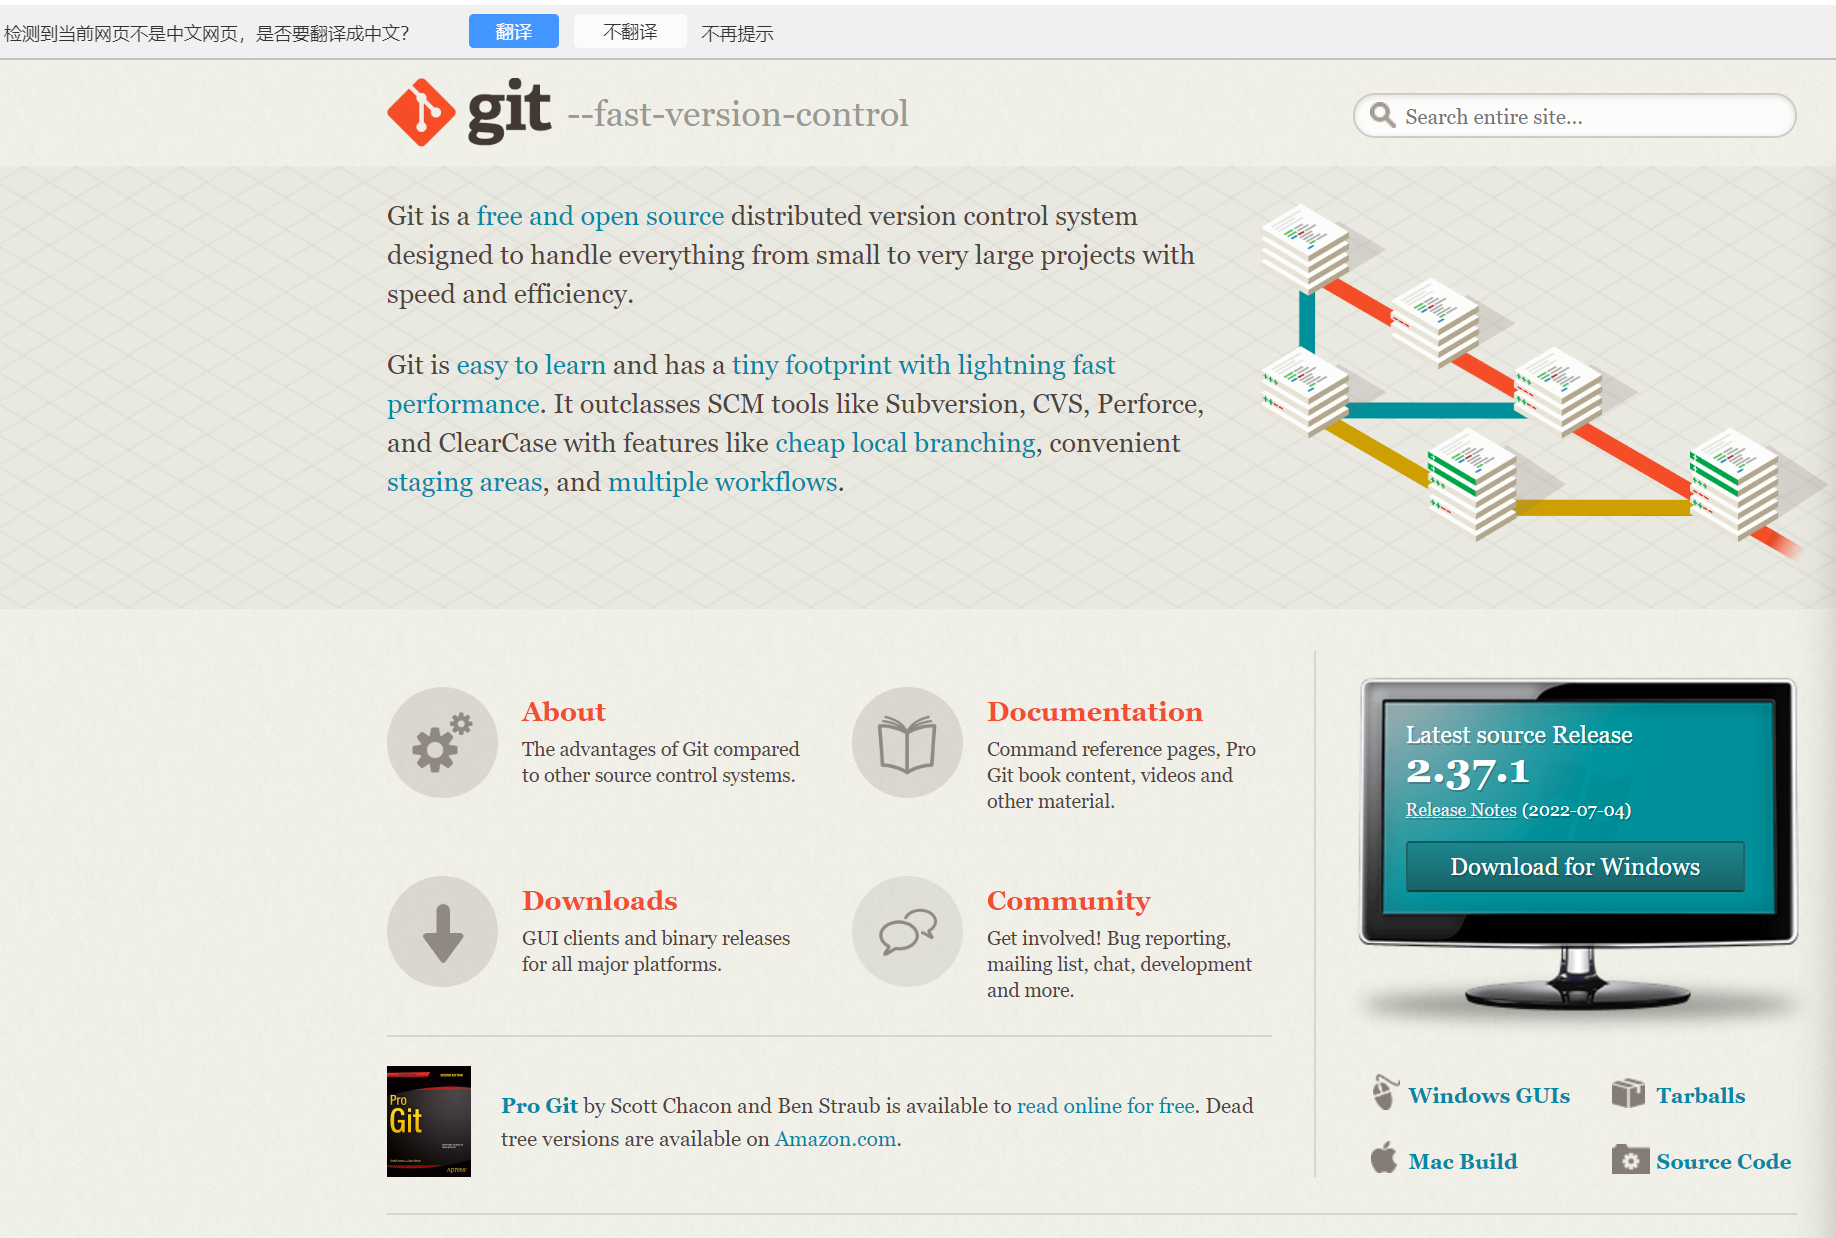 检测到当前网页不是中文网页，是否要翻译成中文？ 翻译 不翻译 不再提示
git --fast-version-control
Search entire site...
Git is a free and open source distributed version control system
designed to handle everything from small to very large projects with
speed and efficiency.
Git is easy to learn and has a tiny footprint with lightning fast
performance. It outclasses SCM tools like Subversion, CVS, Perforce,
and ClearCase with features like cheap local branching, convenient
staging areas, and multiple workflows.
About
The advantages of Git compared
to other source control systems.
Documentation
Command reference pages, Pro
Git book content, videos and
other material.
Downloads
GUI clients and binary releases
for all major platforms.
Community
Get involved! Bug reporting,
mailing list, chat, development
and more.
Pro
Git
apress
Pro Git by Scott Chacon and Ben Straub is available to read online for free. Dead
tree versions are available on Amazon.com.
Latest source Release
2.37.1
Release Notes (2022-07-04)
Download for Windows
Windows GUIs
Tarballs
Mac Build
Source Code